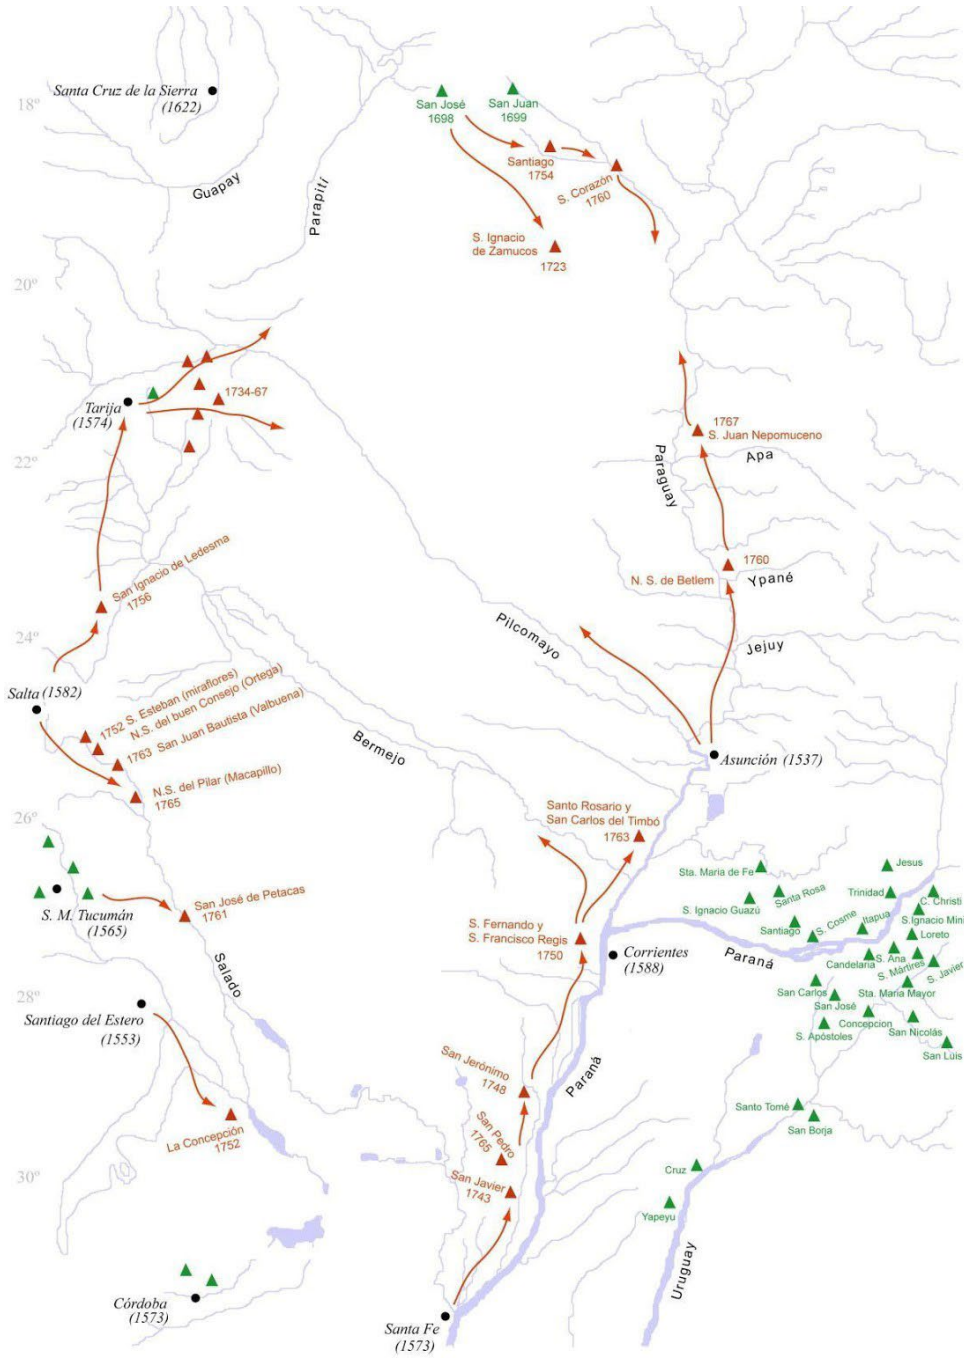 18º
Santa Cruz de la Sierra
(1622)
San José
1698
San Juan
1699
Santiago
1754
S. Corazón
1760
Guapay
Parapití
S. Ignacio
de Zamucos
1723
20º
1734-67
Tarija
(1574)
1767
S. Juan Nepomuceno
Apa
Paraguay
22º
1760
N. S. de Betlem
Ypané
San Ignacio de Ledesma
1756
24º
Pilcomayo
Jejuy
Salta (1582)
1752 S. Esteban (miraflores)
N.S. del buen Consejo (Ortega)
1763 San Juan Bautista (Valbuena)
N.S. del Pilar (Macapillo)
1765
Bermejo
Asunción (1537)
26º
Santo Rosario y
San Carlos del Timbó
1763
Sta. Maria de Fe
Santa Rosa
S. Ignacio Guazú
Santiago
S. Cosme
Itapua
Jesus
Trinidad
C. Christi
S.Ignacio Mini
Loreto
S. Ana
Candelaria
S. Mártires
S. Javier
San Carlos
San José
Sta. Maria Mayor
Concepcion
S. Apóstoles
San Nicolás
San Luis
S. M. Tucumán
(1565)
San José de Petacas
1761
S. Fernando y
S. Francisco Regis
1750
Corrientes
(1588)
Paraná
Salado
28º
Santiago del Estero
(1553)
San Jerónimo
1748
Paraná
La Concepción
1752
San Pedro
1765
Santo Tomé
San Borja
30º
San Javier
1743
Cruz
Yapeyu
Uruguay
Córdoba
(1573)
Santa Fe
(1573)